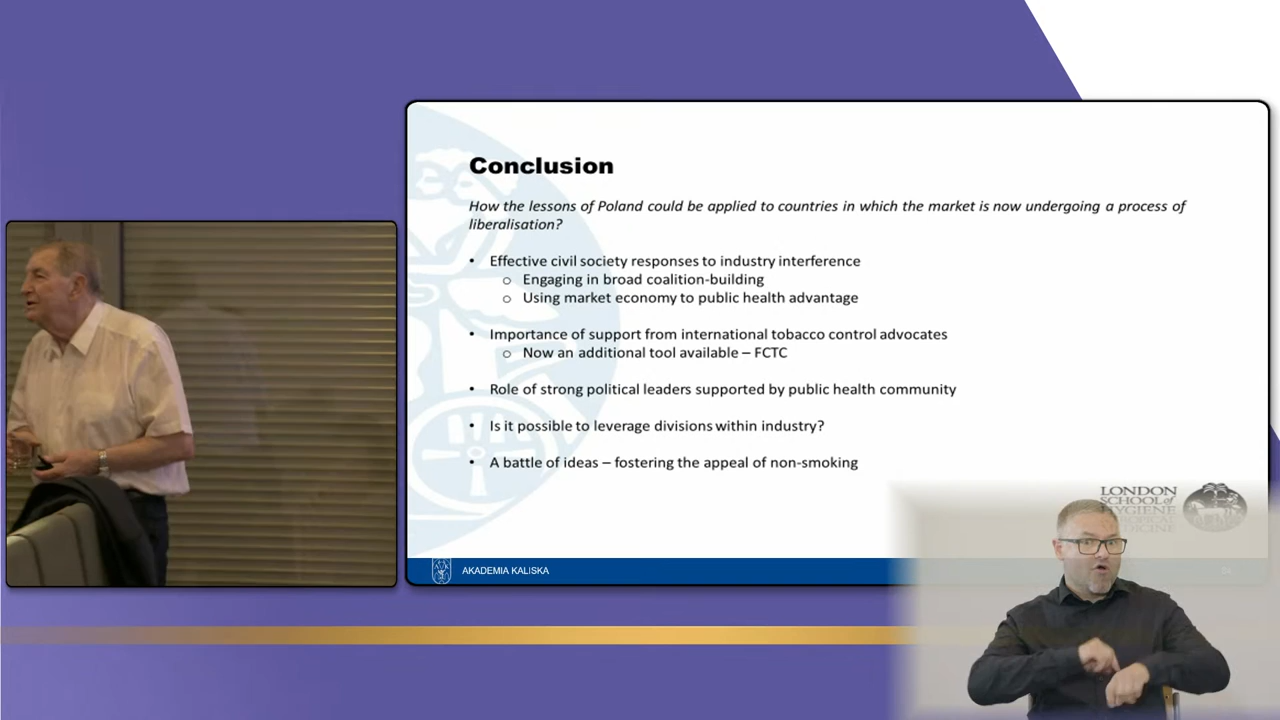 Conclusion
How the lessons of Poland could be applied to countries in which the market is now undergoing a process of
liberalisation?
• Effective civil society responses to industry interference
o Engaging in broad coalition-building
o Using market economy to public health advantage
• Importance of support from international tobacco control advocates
o Now an additional tool available – FCTC
• Role of strong political leaders supported by public health community
• Is it possible to leverage divisions within industry?
• A battle of ideas – fostering the appeal of non-smoking
LONDON
SCHOOL of
HYGIENE
MEDICINE
AKADEMIA KALISKA